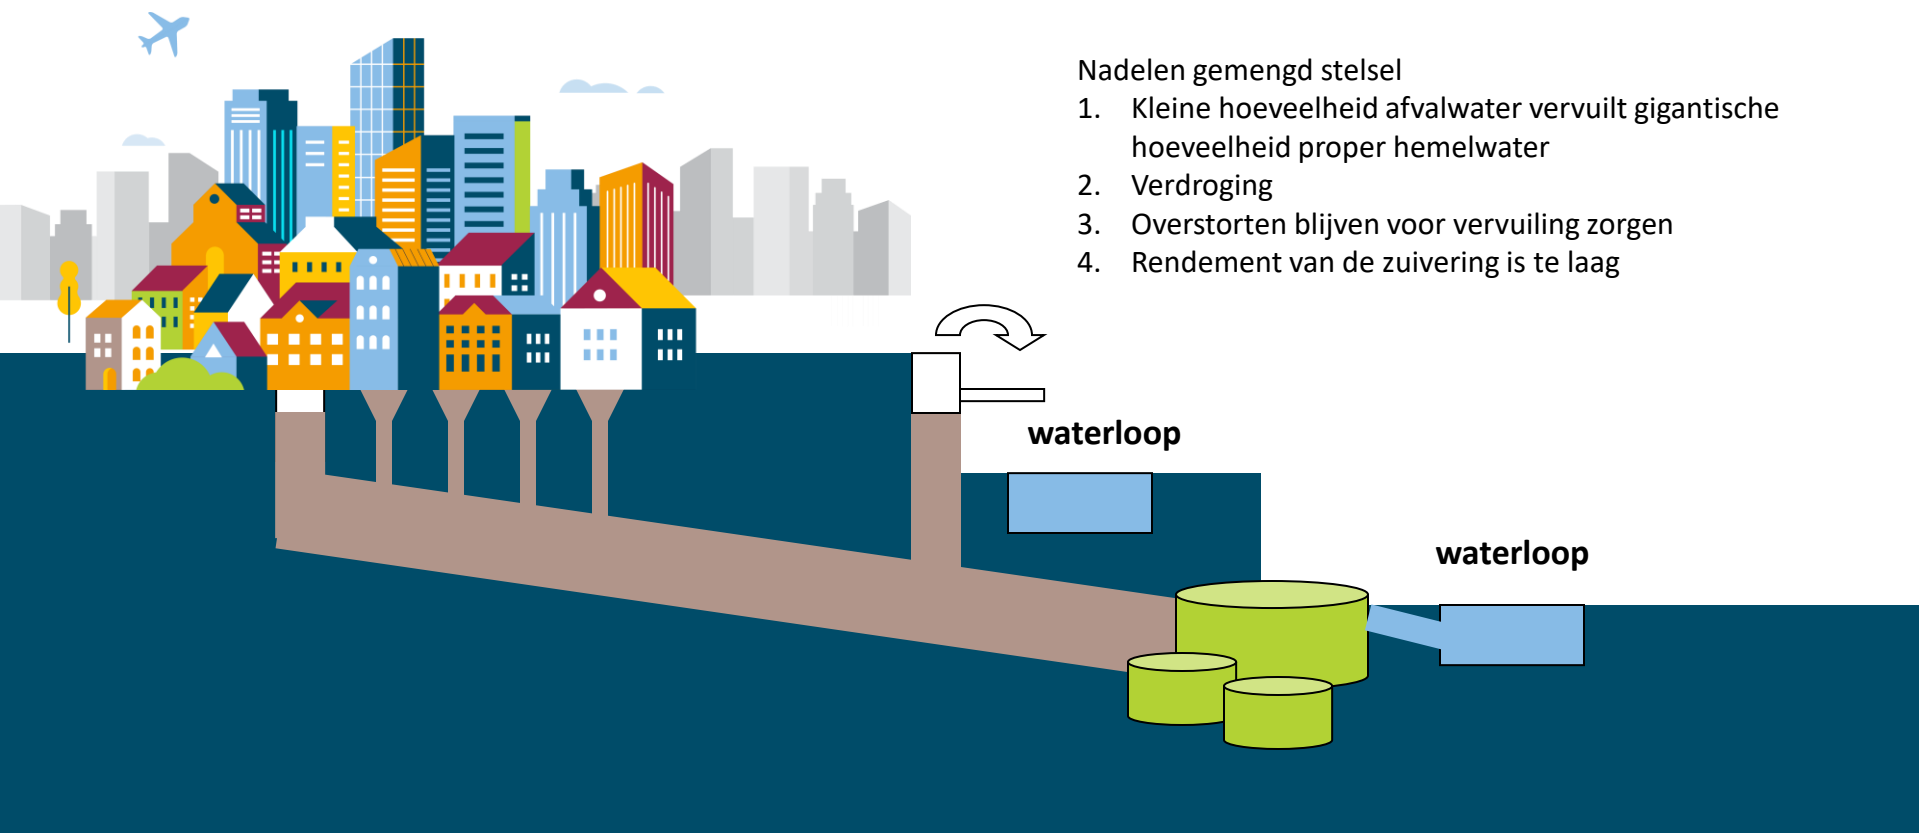 Nadelen gemengd stelsel
1. Kleine hoeveelheid afvalwater vervuilt gigantische
hoeveelheid proper hemelwater
2. Verdroging
3. Overstorten blijven voor vervuiling zorgen
4. Rendement van de zuivering is te laag
waterloop
waterloop